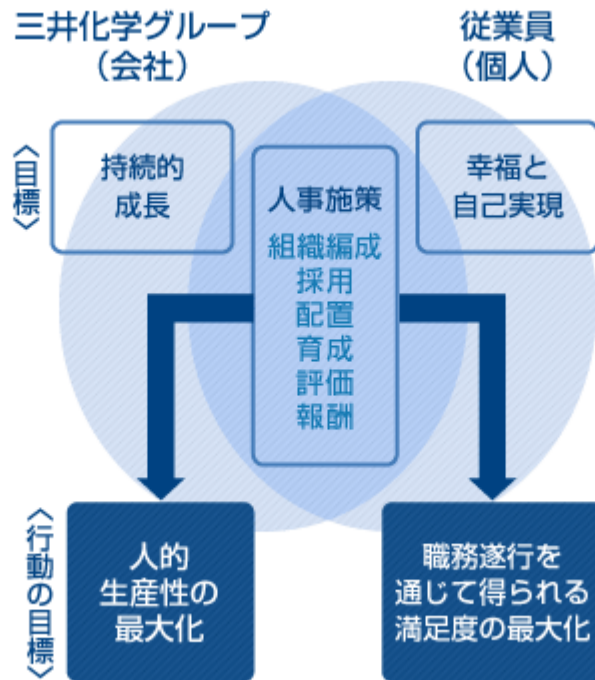 三井化学グループ
（会社）
従業員
（個人）
〈目標〉
持続的
成長
人事施策
組織編成
採用
配置
育成
評価
報酬
幸福と
自己実現
〈行動の目標〉
人的
生産性の
最大化
職務遂行を
通じて得られる
満足度の最大化